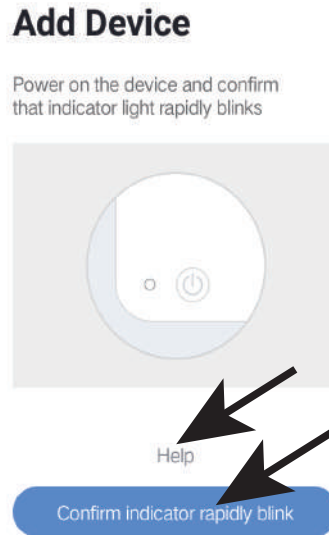 Add Device
Power on the device and confirm
that indicator light rapidly blinks
Help
Confirm indicator rapidly blink